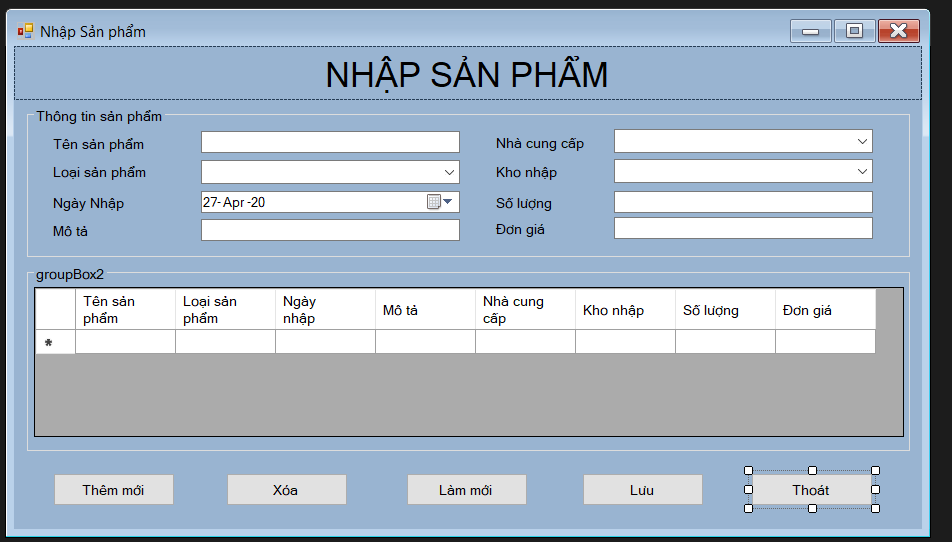 Nhập Sản phẩm
NHẬP SẢN PHẨM
Thông tin sản phẩm
Tên sản phẩm
Nhà cung cấp
Loại sản phẩm
Kho nhập
Ngày Nhập
27- Apr -20
Số lượng
Mô tả
Đơn giá
groupBox2
Tên sản phẩm
Loại sản phẩm
Ngày nhập
Mô tả
Nhà cung cấp
Kho nhập
Số lượng
Đơn giá
*
Thêm mới
Xóa
Làm mới
Lưu
Thoát